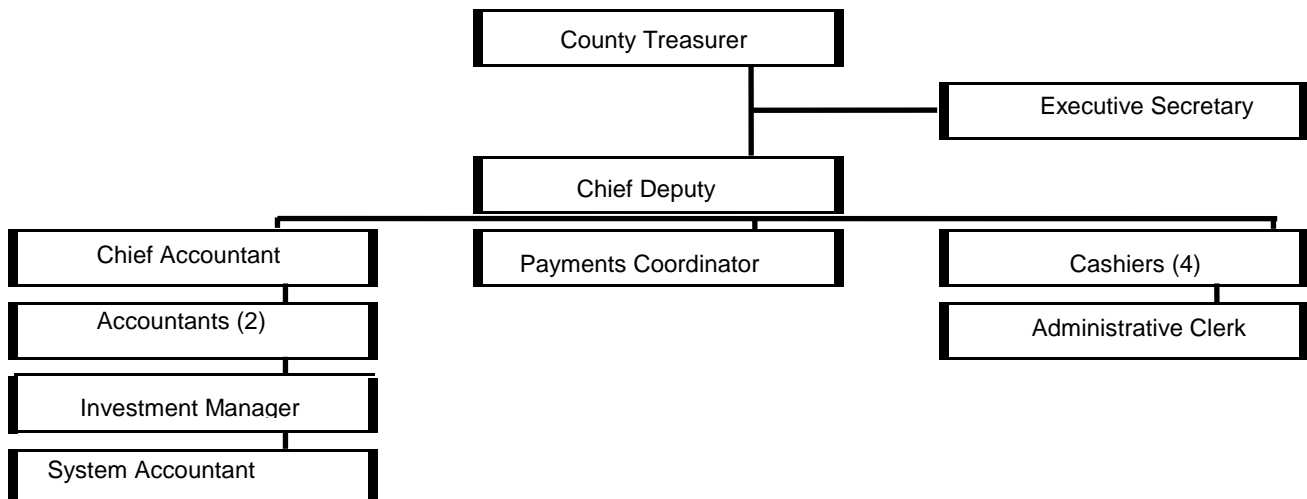 County Treasurer
Executive Secretary
Chief Deputy
Chief Accountant
Payments Coordinator
Cashiers (4)
Accountants (2)
Administrative Clerk
Investment Manager
System Accountant